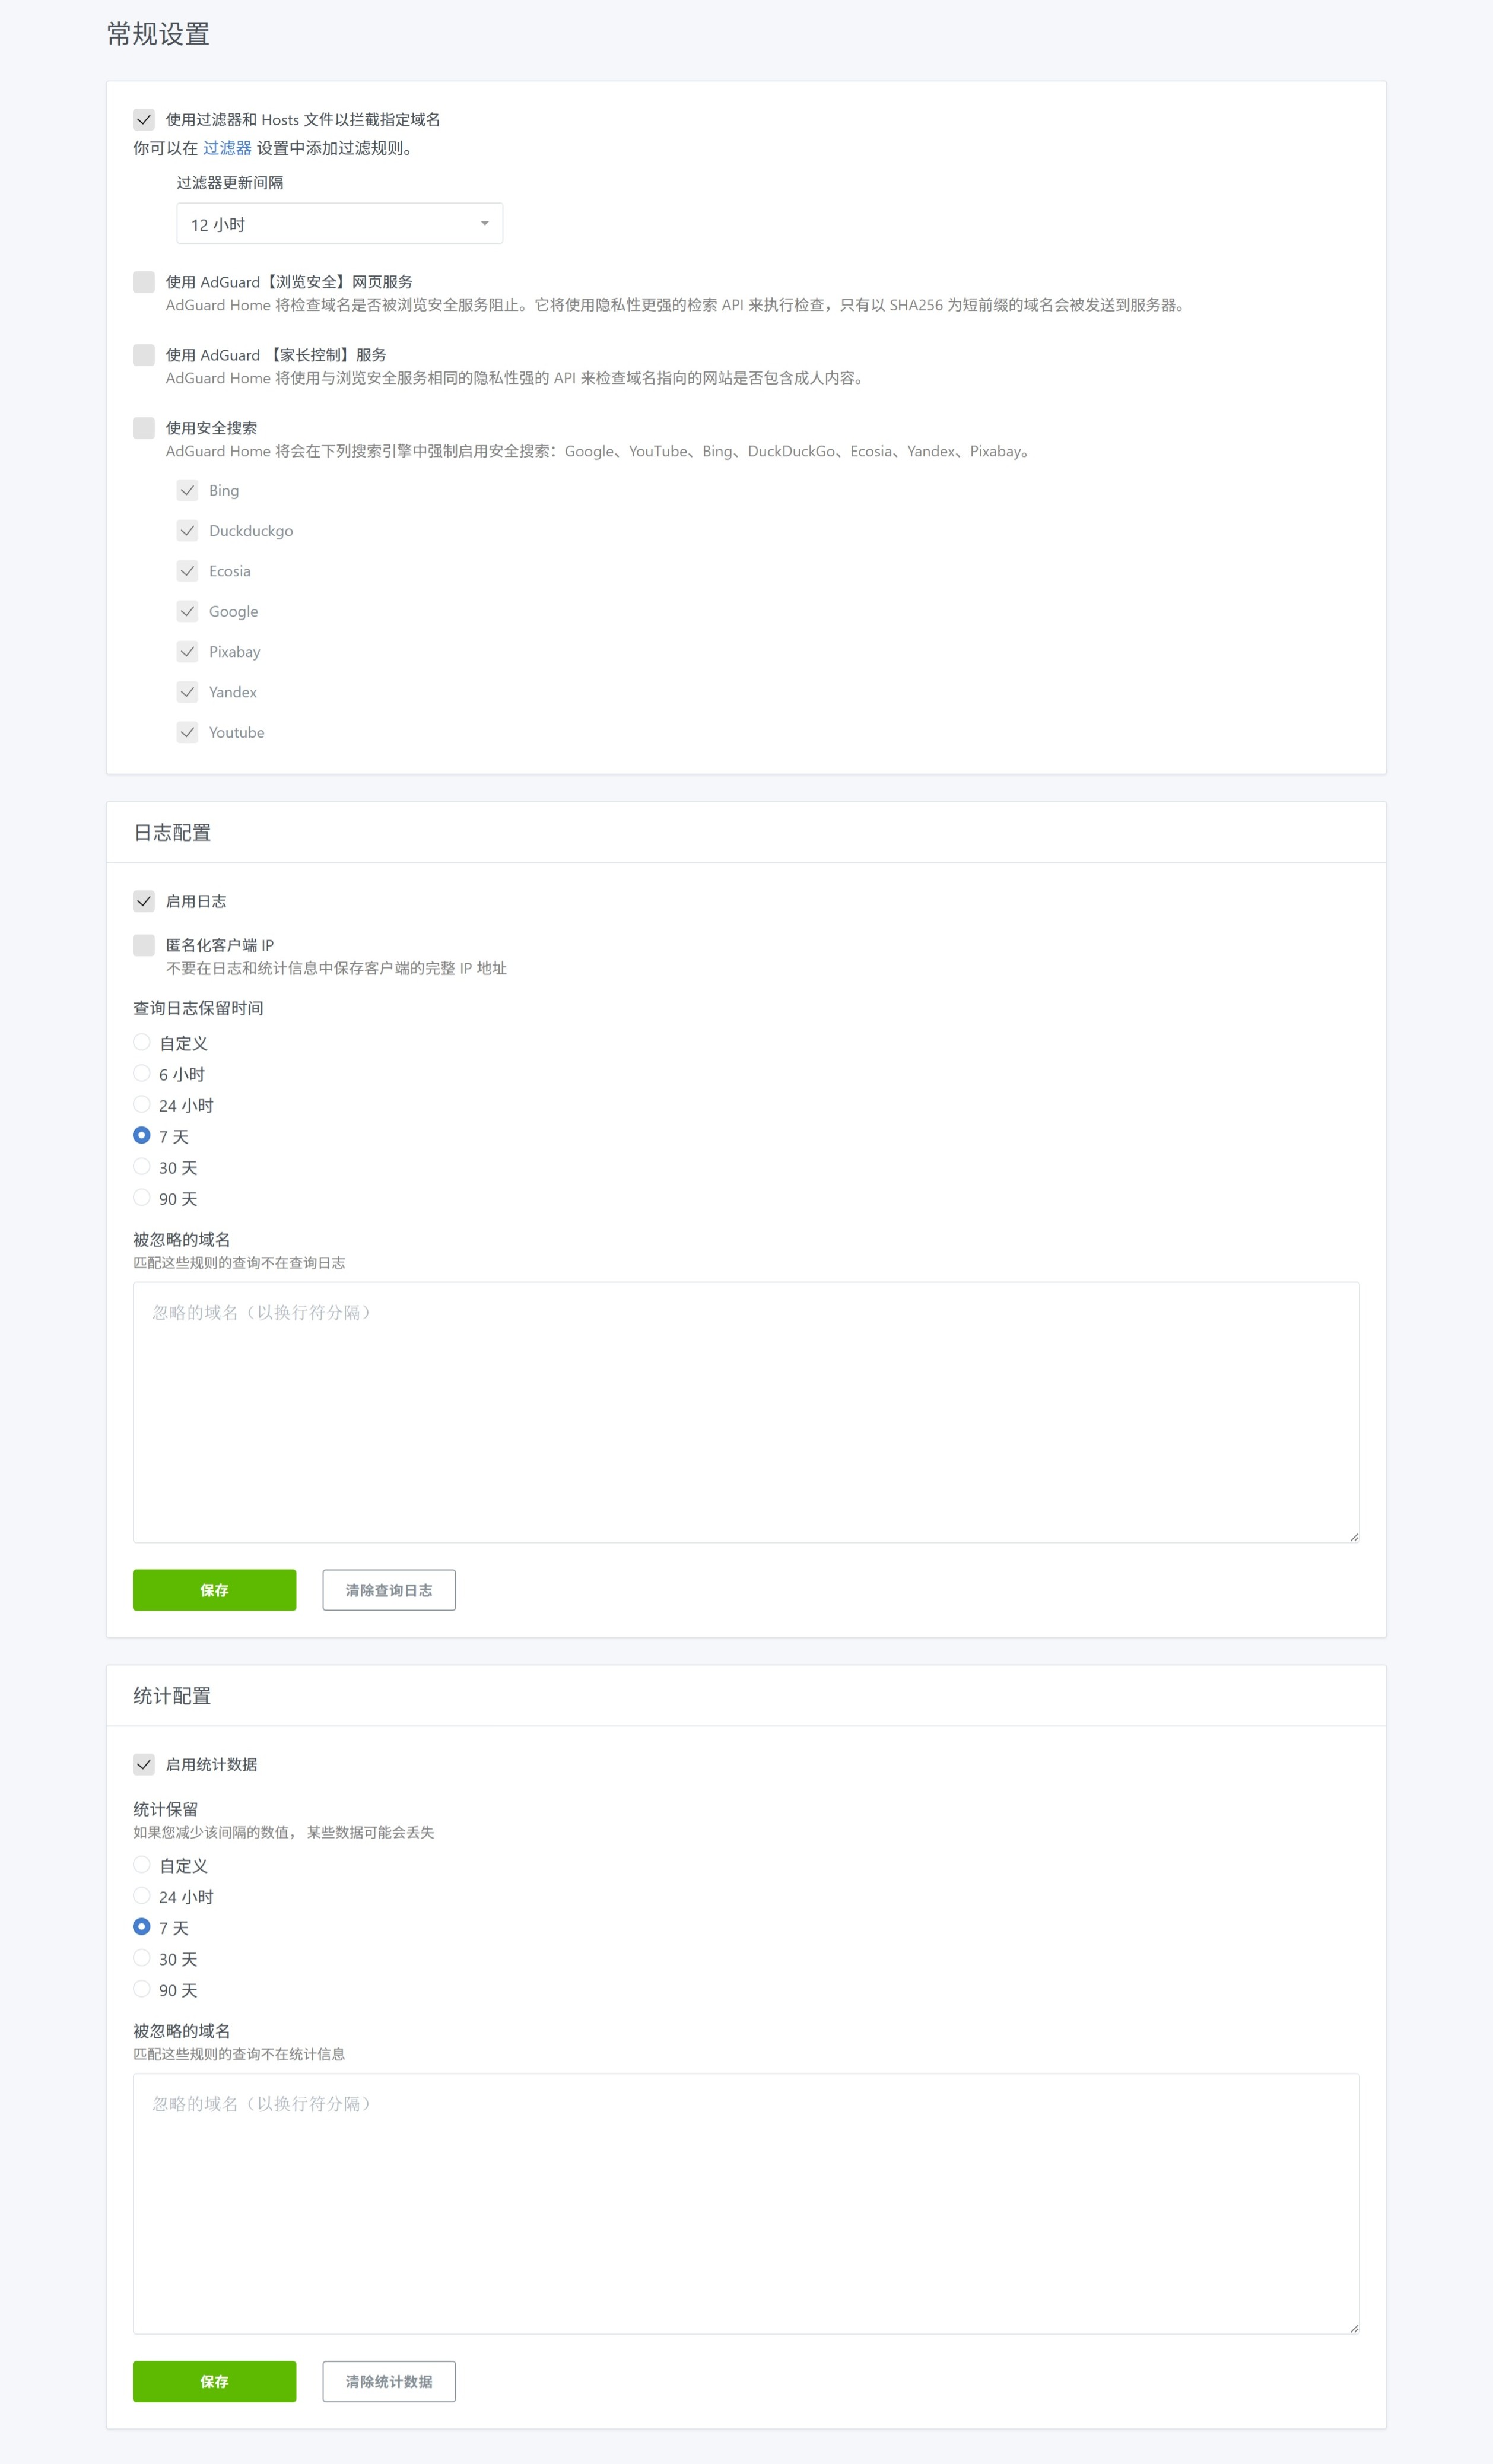 常规设置
使用过滤器和 Hosts 文件以拦截指定域名
你可以在 过滤器 设置中添加过滤规则。
过滤器更新间隔
12 小时
使用 AdGuard【浏览安全】网页服务
AdGuard Home 将检查域名是否被浏览安全服务阻止。它将使用隐私性更强的检索 API 来执行检查，只有以 SHA256 为短前缀的域名会被发送到服务器。
使用 AdGuard 【家长控制】服务
AdGuard Home 将使用与浏览安全服务相同的隐私性强的 API 来检查域名指向的网站是否包含成人内容。
使用安全搜索
AdGuard Home 将会在下列搜索引擎中强制启用安全搜索：Google、YouTube、Bing、DuckDuckGo、Ecosia、Yandex、Pixabay。
Bing
Duckduckgo
Ecosia
Google
Pixabay
Yandex
Youtube
日志配置
启用日志
匿名化客户端 IP
不要在日志和统计信息中保存客户端的完整 IP 地址
查询日志保留时间
自定义
6 小时
24 小时
7 天
30 天
90 天
被忽略的域名
匹配这些规则的查询不在查询日志
忽略的域名（以换行符分隔）
保存 清除查询日志
统计配置
启用统计数据
统计保留
如果您减少该间隔的数值， 某些数据可能会丢失
自定义
24 小时
7 天
30 天
90 天
被忽略的域名
匹配这些规则的查询不在统计信息
忽略的域名（以换行符分隔）
保存 清除统计数据